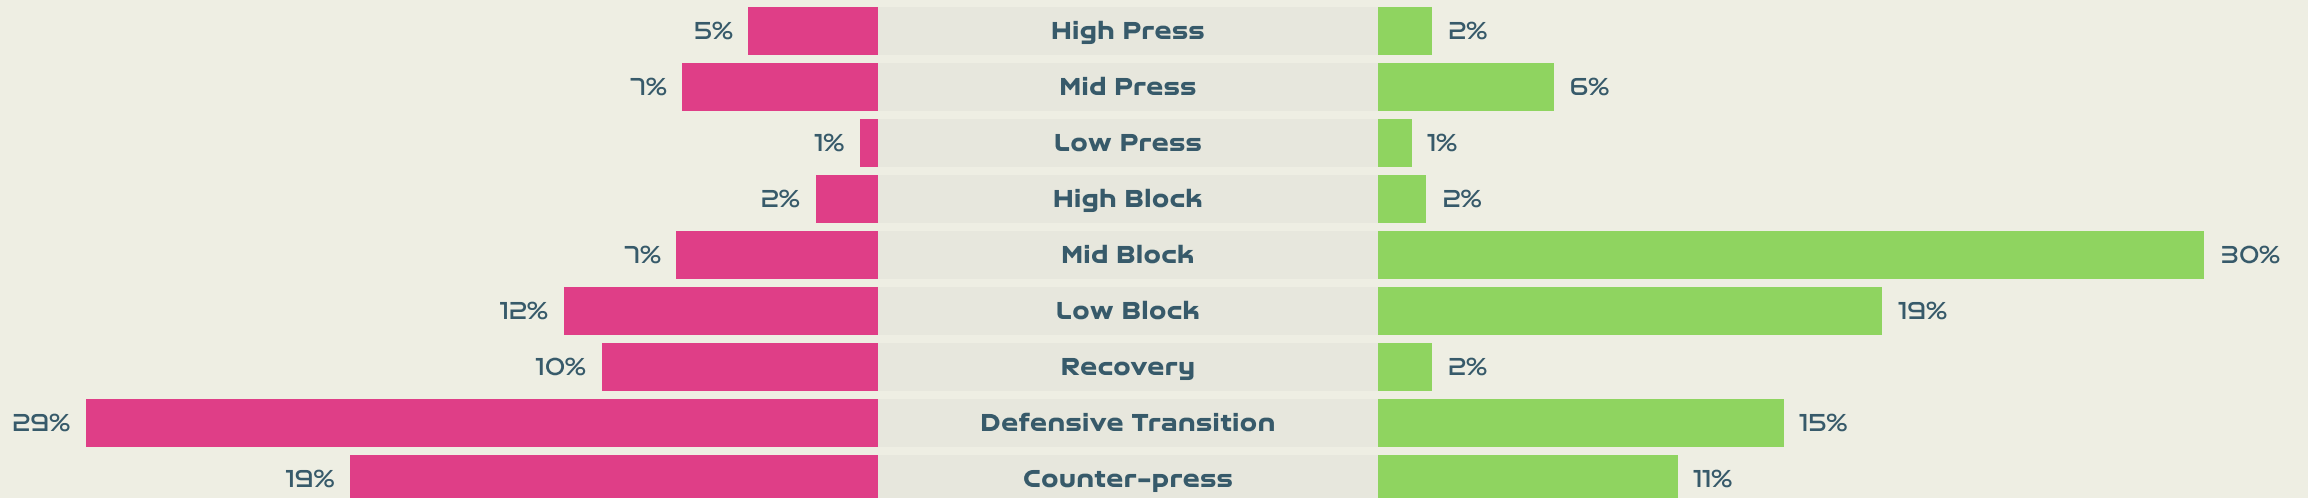 5% High Press 2%
7% Mid Press 6%
1% Low Press 1%
2% High Block 2%
7% Mid Block 30%
12% Low Block 19%
10% Recovery 2%
29% Defensive Transition 15%
19% Counter-press 11%